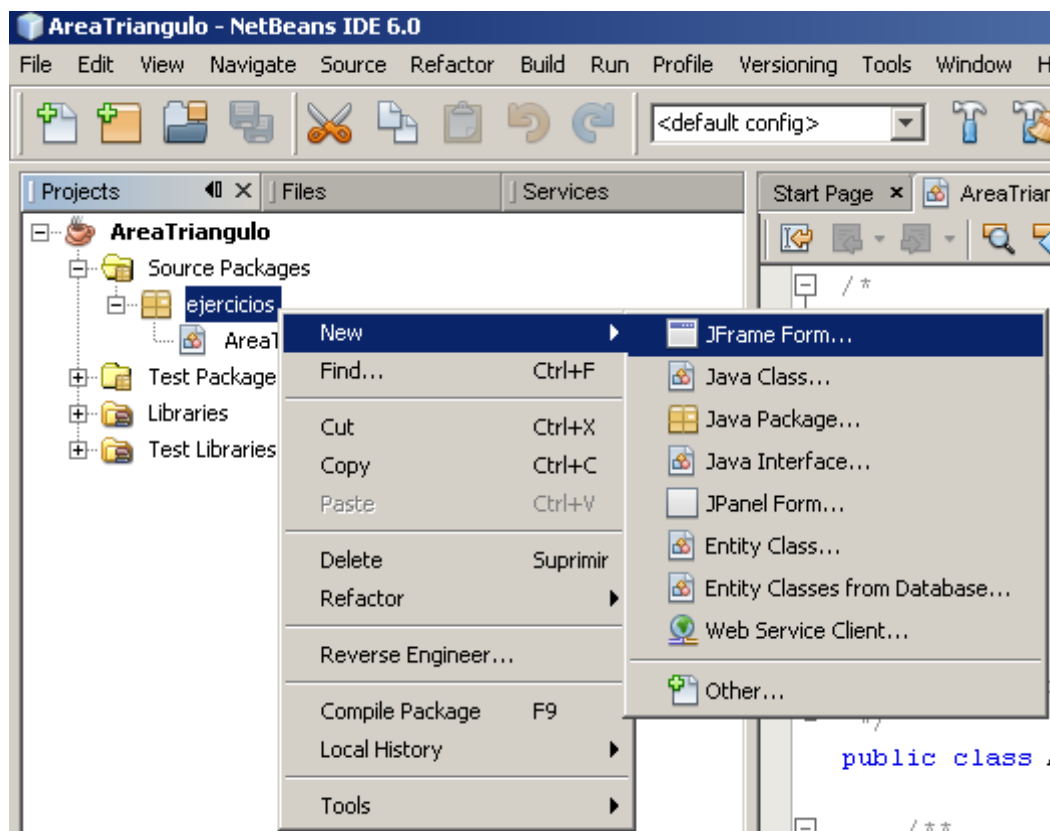 AreaTriangulo - NetBeans IDE 6.0
File Edit View Navigate Source Refactor Build Run Profile Versioning Tools Window H
<default config>
Projects Files Services
Start Page AreaTrian
AreaTriangulo
Source Packages
ejercicios
AreaT
Test Package
Libraries
Test Libraries
New
Find... Ctrl+F
Cut Ctrl+X
Copy Ctrl+C
Paste Ctrl+V
Delete Suprimir
Refactor
Reverse Engineer...
Compile Package F9
Local History
Tools
JFrame Form...
Java Class...
Java Package...
Java Interface...
JPanel Form...
Entity Class...
Entity Classes from Database...
Web Service Client...
Other...
/*
*/
public class
/**